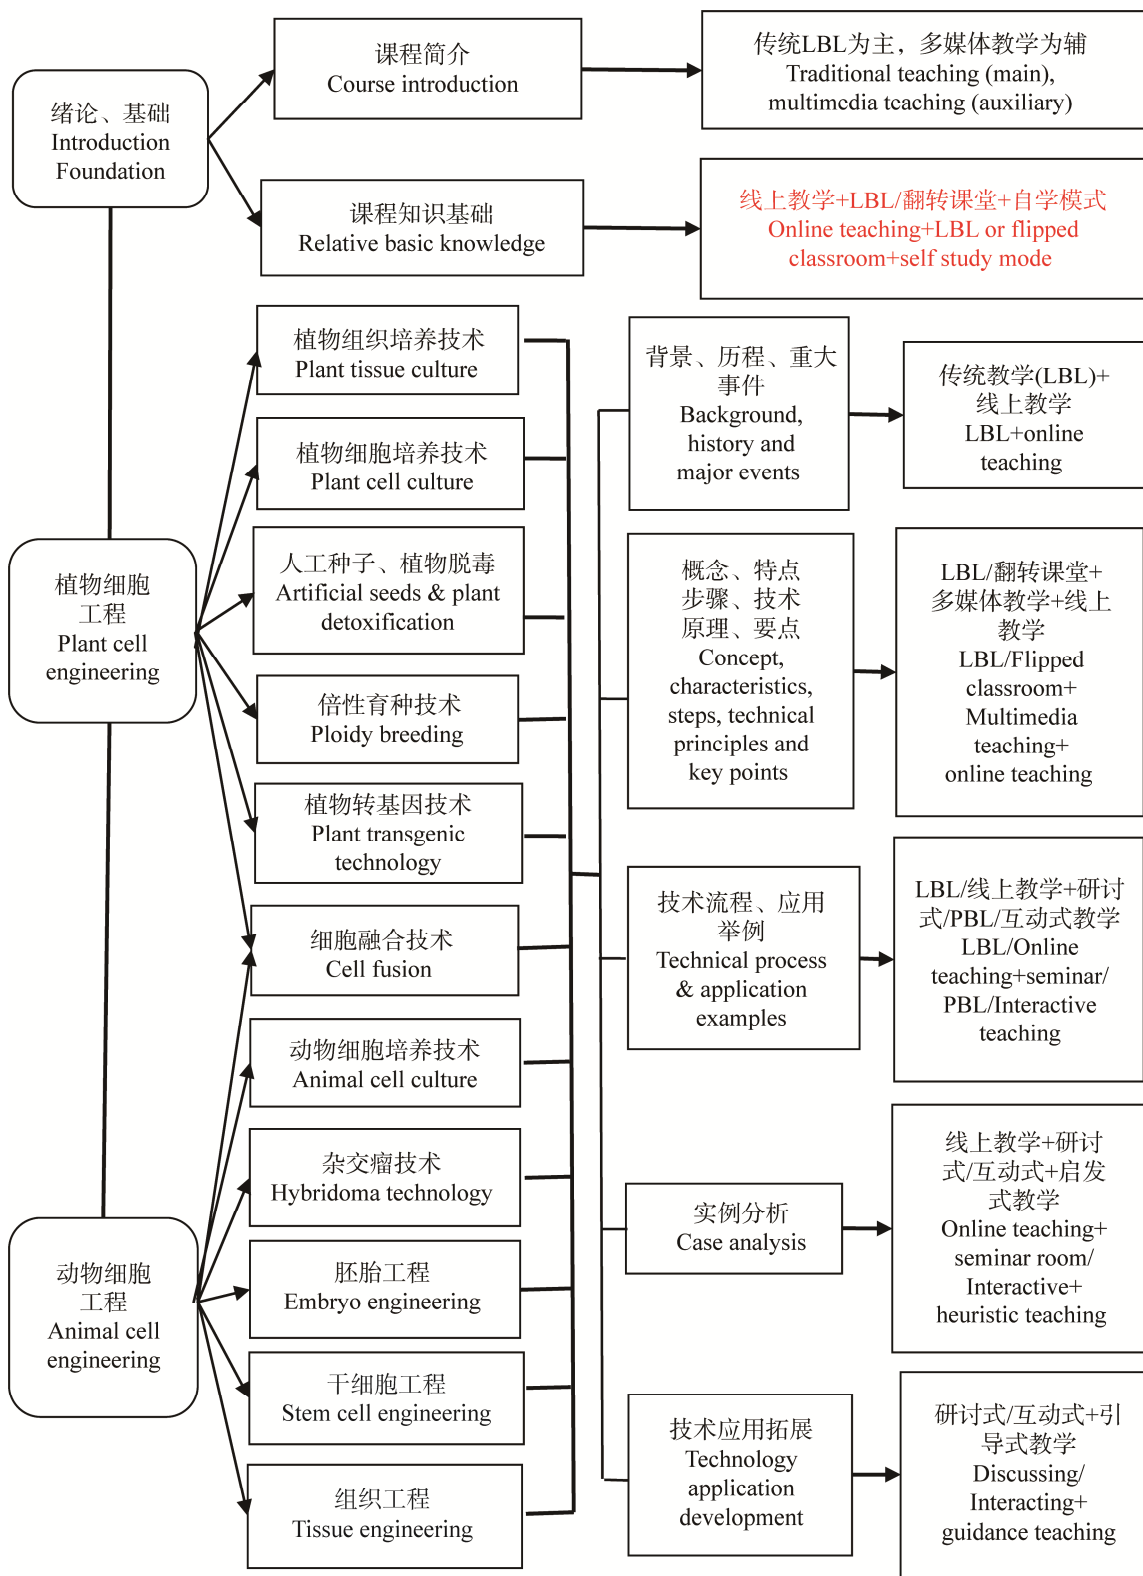 绪论、基础
Introduction
Foundation
课程简介
Course introduction
传统LBL为主，多媒体教学为辅
Traditional teaching (main),
multimedia teaching (auxiliary)
课程知识基础
Relative basic knowledge
线上教学+LBL/翻转课堂+自学模式
Online teaching+LBL or flipped
classroom+self study mode
植物细胞
工程
Plant cell
engineering
植物组织培养技术
Plant tissue culture
植物细胞培养技术
Plant cell culture
人工种子、植物脱毒
Artificial seeds & plant
detoxification
倍性育种技术
Ploidy breeding
植物转基因技术
Plant transgenic
technology
细胞融合技术
Cell fusion
动物细胞
工程
Animal cell
engineering
动物细胞培养技术
Animal cell culture
杂交瘤技术
Hybridoma technology
胚胎工程
Embryo engineering
干细胞工程
Stem cell engineering
组织工程
Tissue engineering
背景、历程、重大
事件
Background,
history and
major events
传统教学(LBL)+
线上教学
LBL+online
teaching
概念、特点
步骤、技术
原理、要点
Concept,
characteristics,
steps, technical
principles and
key points
LBL/翻转课堂+
多媒体教学+线上
教学
LBL/Flipped
classroom+
Multimedia
teaching+
online teaching
技术流程、应用
举例
Technical process
& application
examples
LBL/线上教学+研讨
式/PBL/互动式教学
LBL/Online
teaching+seminar/
PBL/Interactive
teaching
实例分析
Case analysis
线上教学+研讨
式/互动式+启发
式教学
Online teaching+
seminar room/
Interactive+
heuristic teaching
技术应用拓展
Technology
application
development
研讨式/互动式+引
导式教学
Discussing/
Interacting+
guidance teaching